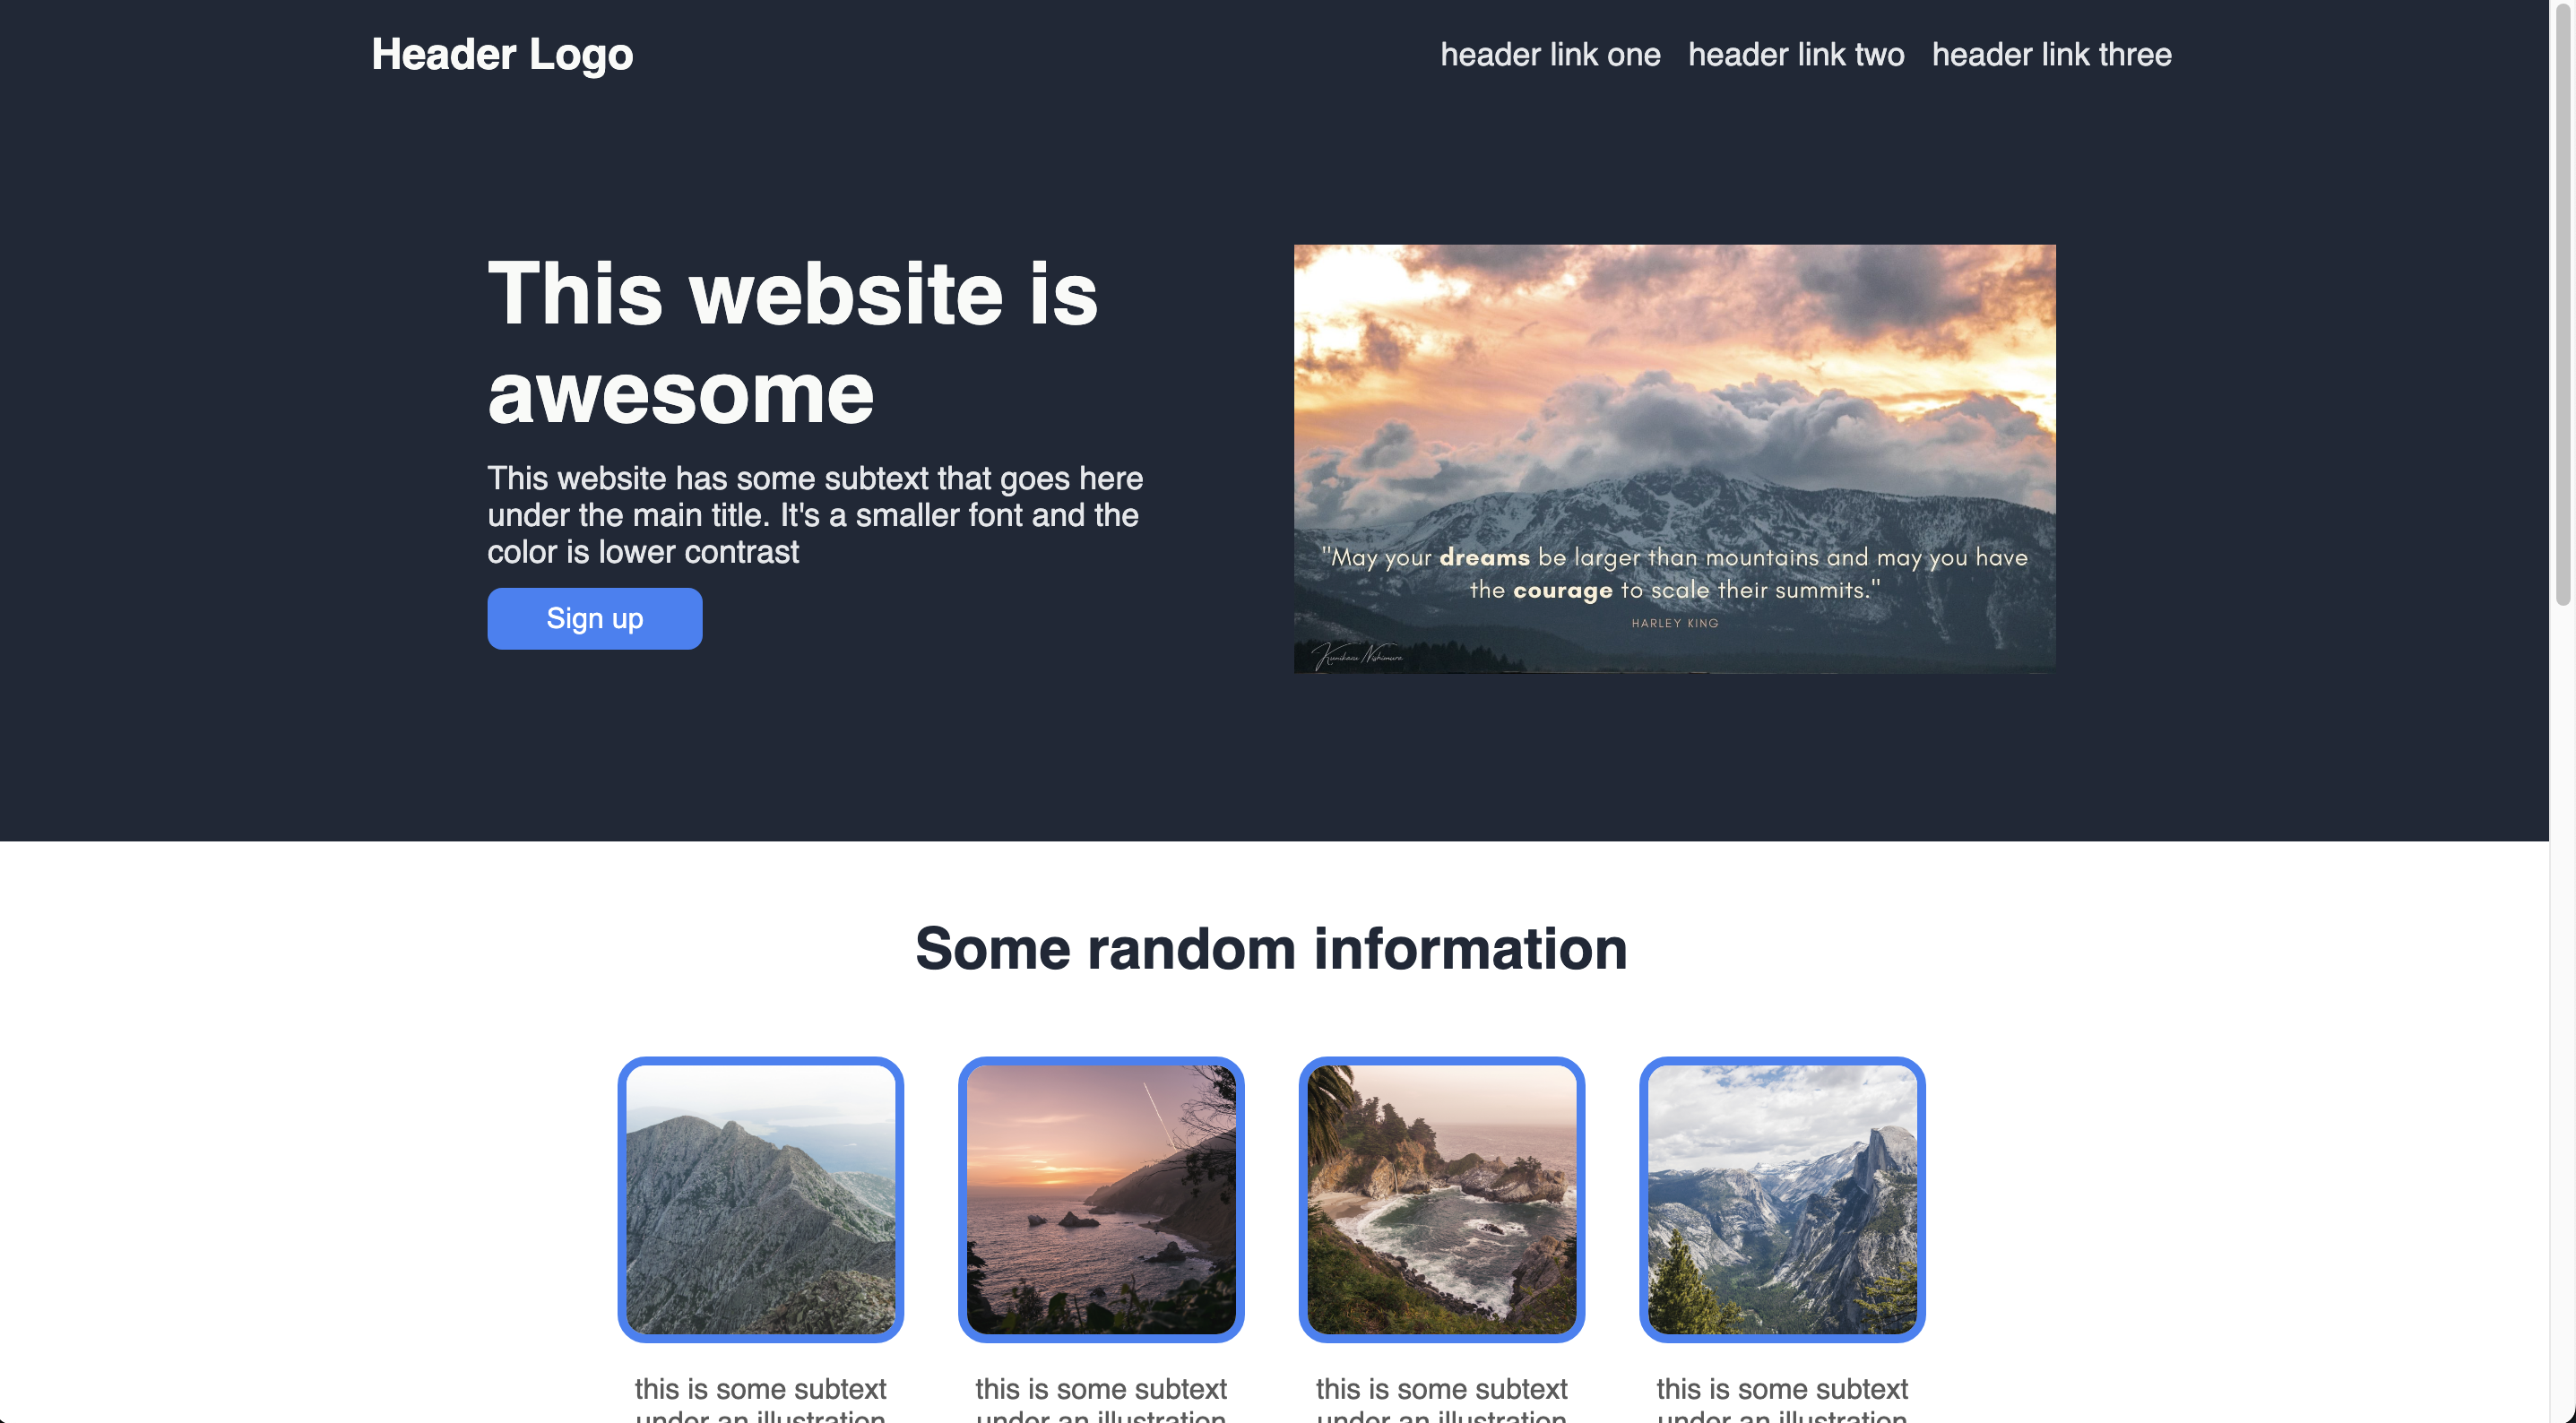 Header Logo
header link one
header link two
header link three
This website is
awesome
This website has some subtext that goes here
under the main title. It's a smaller font and the
color is lower contrast
Sign up
"May your dreams be larger than mountains and may you have
the courage to scale their summits."
HARLEY KING
Kuniharu Nishimura
Some random information
this is some subtext
under an illustration
this is some subtext
under an illustration
this is some subtext
under an illustration
this is some subtext
under an illustration